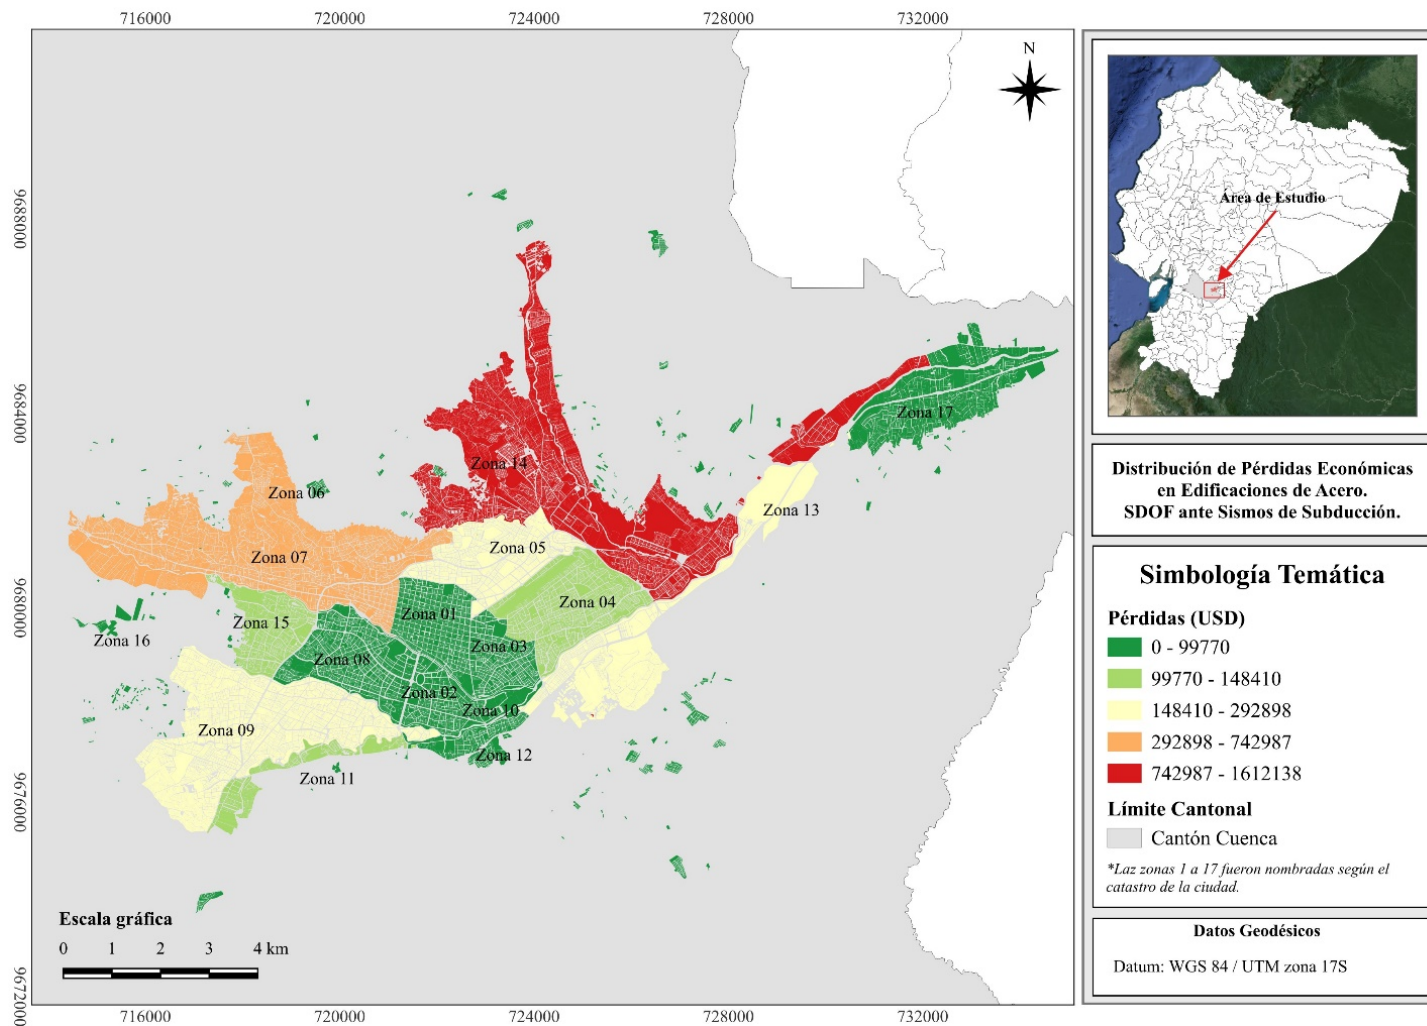 716000
720000
724000
728000
732000
N
9688000
9684000
9680000
9676000
9672000
Zona 17
Zona 14
Zona 06
Zona 13
Zona 07
Zona 05
Zona 01
Zona 04
Zona 15
Zona 16
Zona 03
Zona 08
Zona 02
Zona 10
Zona 09
Zona 12
Zona 11
Escala gráfica
0 1 2 3 4 km
716000
720000
724000
728000
732000
Área de Estudio
Distribución de Pérdidas Económicas
en Edificaciones de Acero.
SDOF ante Sismos de Subducción.
Simbología Temática
Pérdidas (USD)
0 - 99770
99770 - 148410
148410 - 292898
292898 - 742987
742987 - 1612138
Límite Cantonal
Cantón Cuenca
*Laz zonas 1 a 17 fueron nombradas según el
catastro de la ciudad.
Datos Geodésicos
Datum: WGS 84 / UTM zona 17S